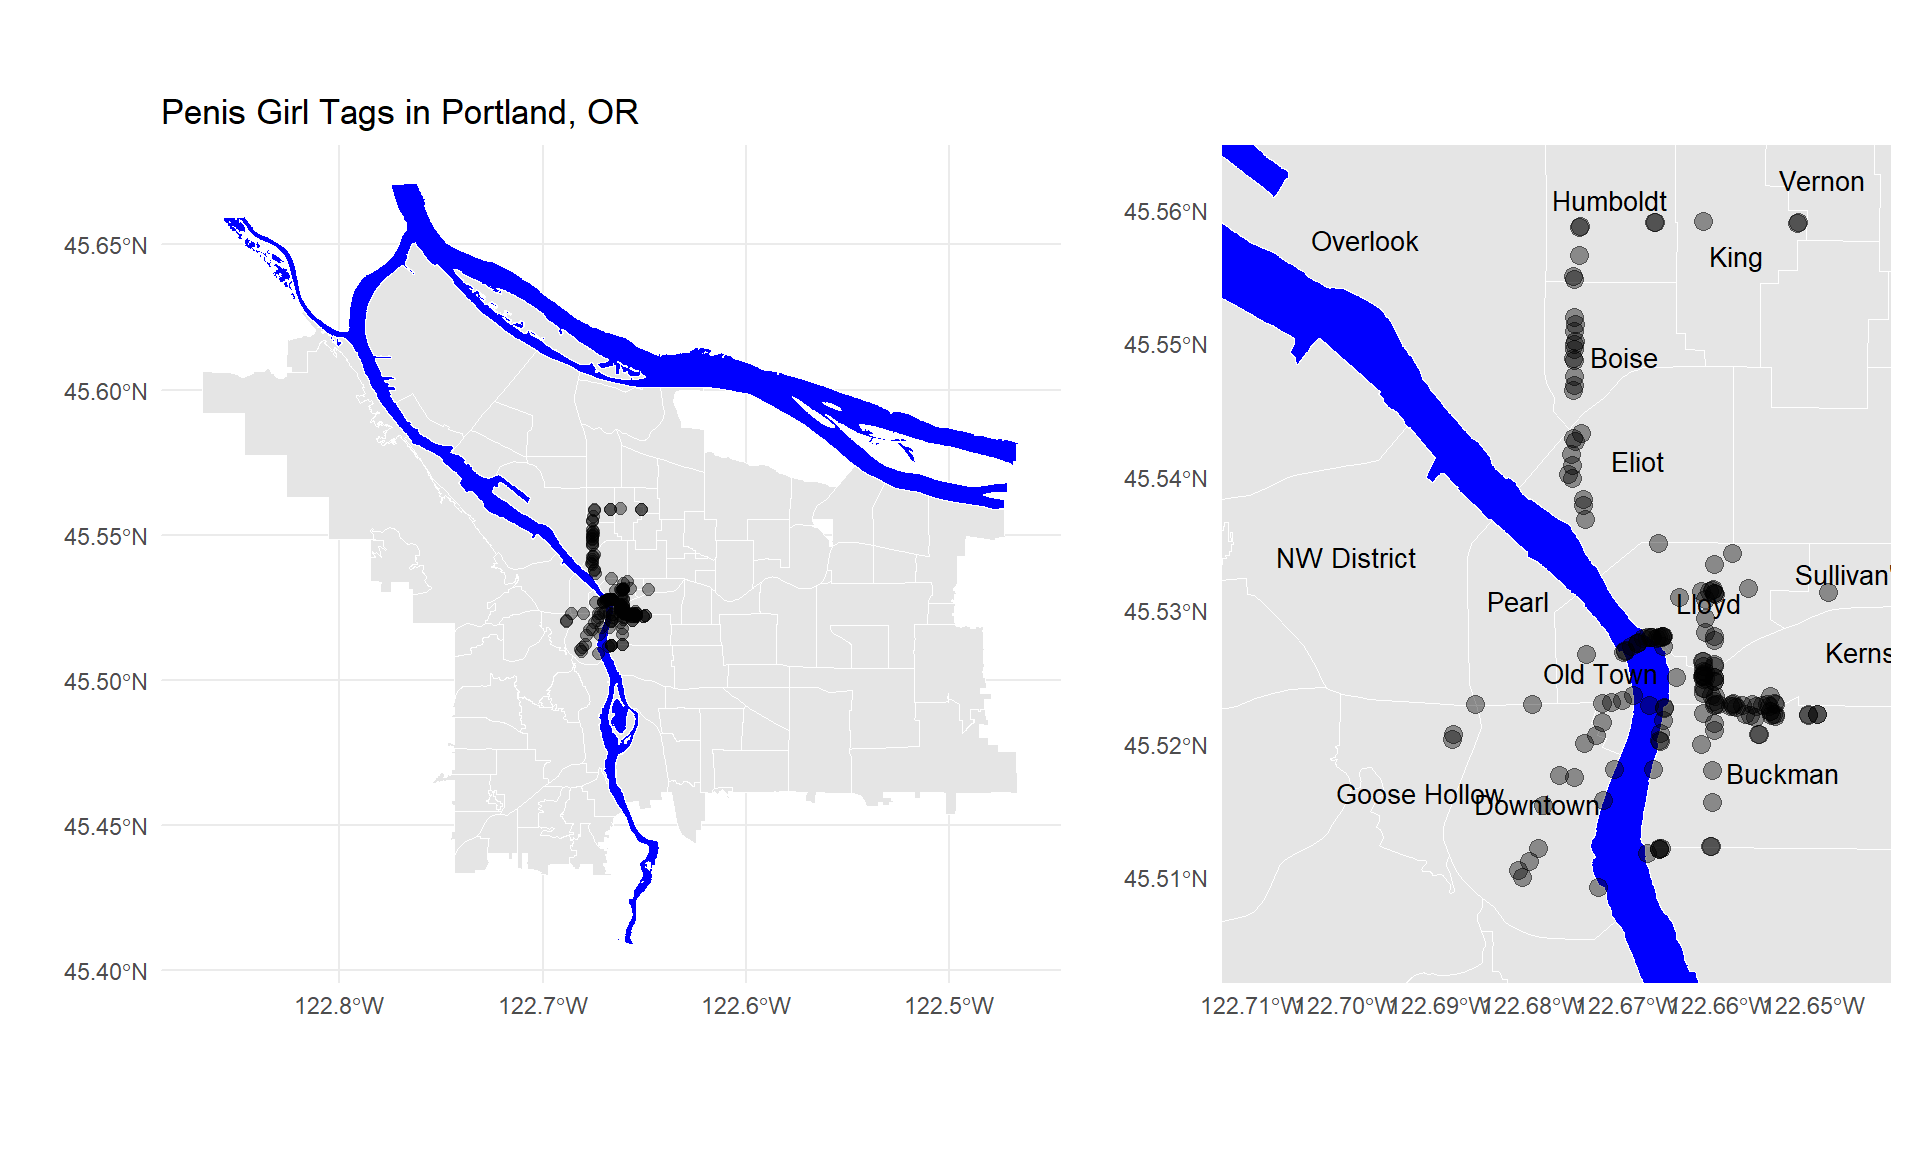 Penis Girl Tags in Portland, OR
45.65°N
45.60°N
45.55°N
45.50°N
45.45°N
45.40°N
122.8°W
122.7°W
122.6°W
122.5°W
45.56°N
45.55°N
45.54°N
45.53°N
45.52°N
45.51°N
Vernon
Humboldt
Overlook
King
Boise
Eliot
NW District
Sullivan'
Pearl
Lloyd
Kerns
Old Town
Buckman
Goose Hollow
Downtown
122.71°W
122.70°W
122.69°W
122.68°W
122.67°W
122.66°W
122.65°W